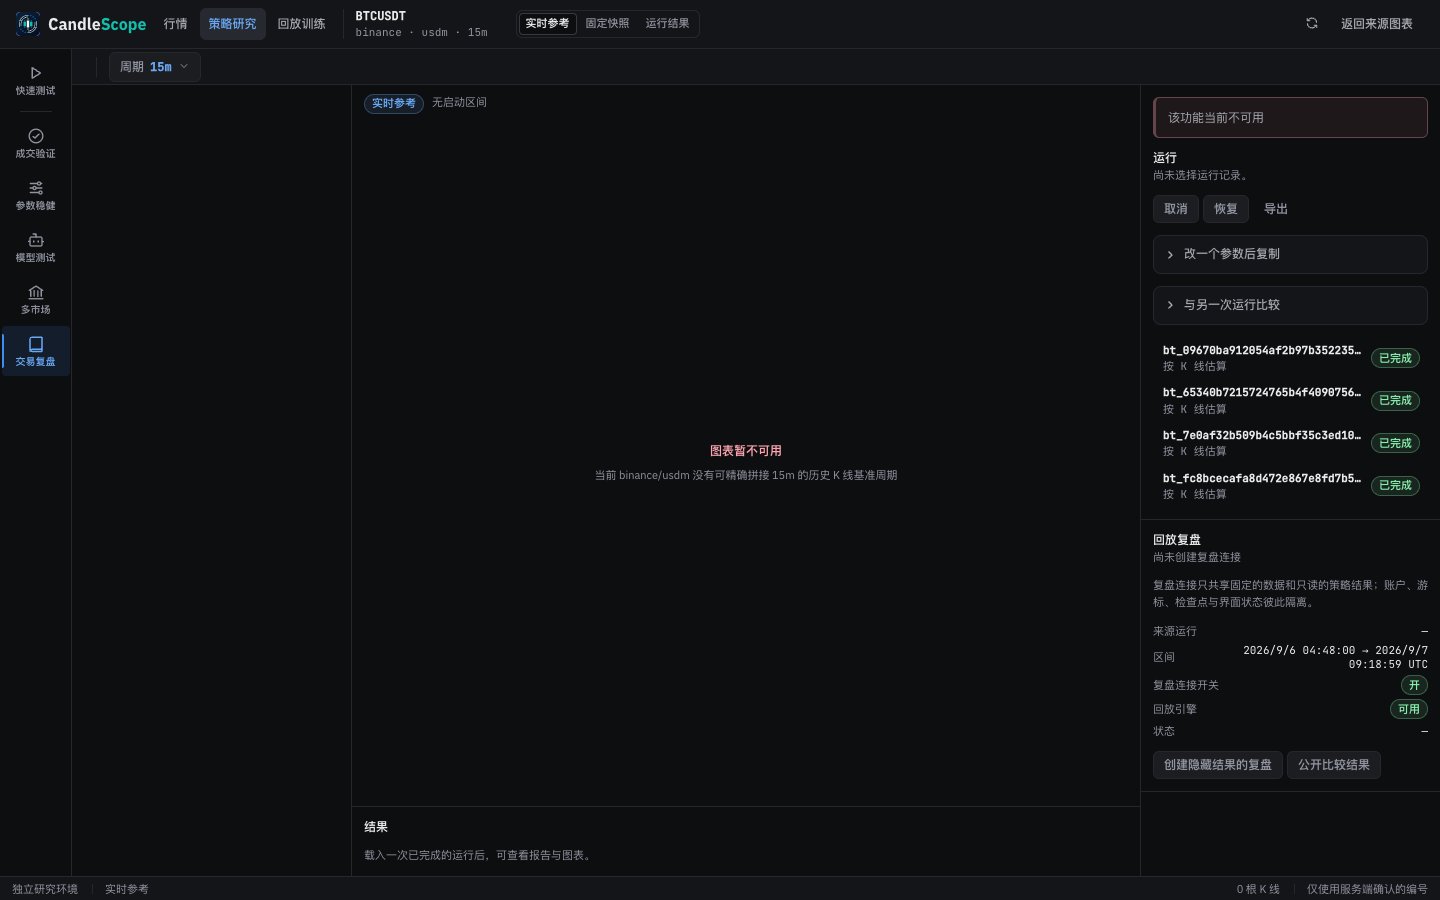 CandleScope 行情 策略研究 回放训练
BTCUSDT
binance · usdm · 15m
实时参考 固定快照 运行结果
返回来源图表
快速测试
成交验证
参数稳健
模型测试
多市场
交易复盘
周期 15m
实时参考 无启动区间
图表暂不可用
当前 binance/usdm 没有可精确拼接 15m 的历史 K 线基准周期
结果
载入一次已完成的运行后，可查看报告与图表。
该功能当前不可用
运行
尚未选择运行记录。
取消 恢复 导出
改一个参数后复制
与另一次运行比较
bt_09670ba912054af2b97b352235… 已完成
按 K 线估算
bt_65340b7215724765b4f4090756… 已完成
按 K 线估算
bt_7e0af32b509b4c5bbf35c3ed10… 已完成
按 K 线估算
bt_fc8bcecafa8d472e867e8fd7b5… 已完成
按 K 线估算
回放复盘
尚未创建复盘连接
复盘连接只共享固定的数据和只读的策略结果；账户、游
标、检查点与界面状态彼此隔离。
来源运行 —
区间 2026/9/6 04:48:00 → 2026/9/7
09:18:59 UTC
复盘连接开关 开
回放引擎 可用
状态 —
创建隐藏结果的复盘 公开比较结果
独立研究环境 实时参考
0 根 K 线 仅使用服务端确认的编号